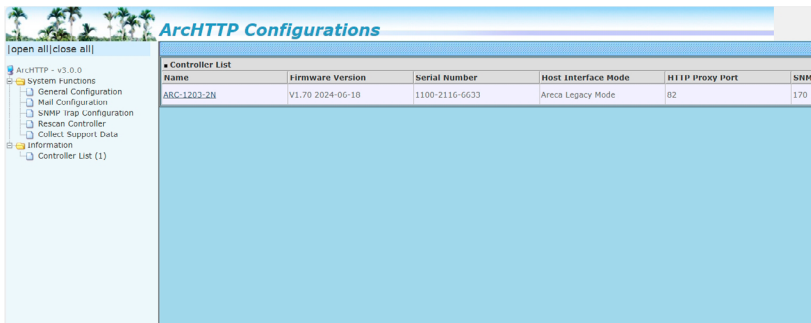 ArcHTTP Configurations
|open all|close all|
ArcHTTP - v3.0.0
System Functions
General Configuration
Mail Configuration
SNMP Trap Configuration
Rescan Controller
Collect Support Data
Information
Controller List (1)
Controller List
Name Firmware Version Serial Number Host Interface Mode HTTP Proxy Port SNM
ARC-1203-2N V1.70 2024-06-18 1100-2116-6633 Areca Legacy Mode 82 170